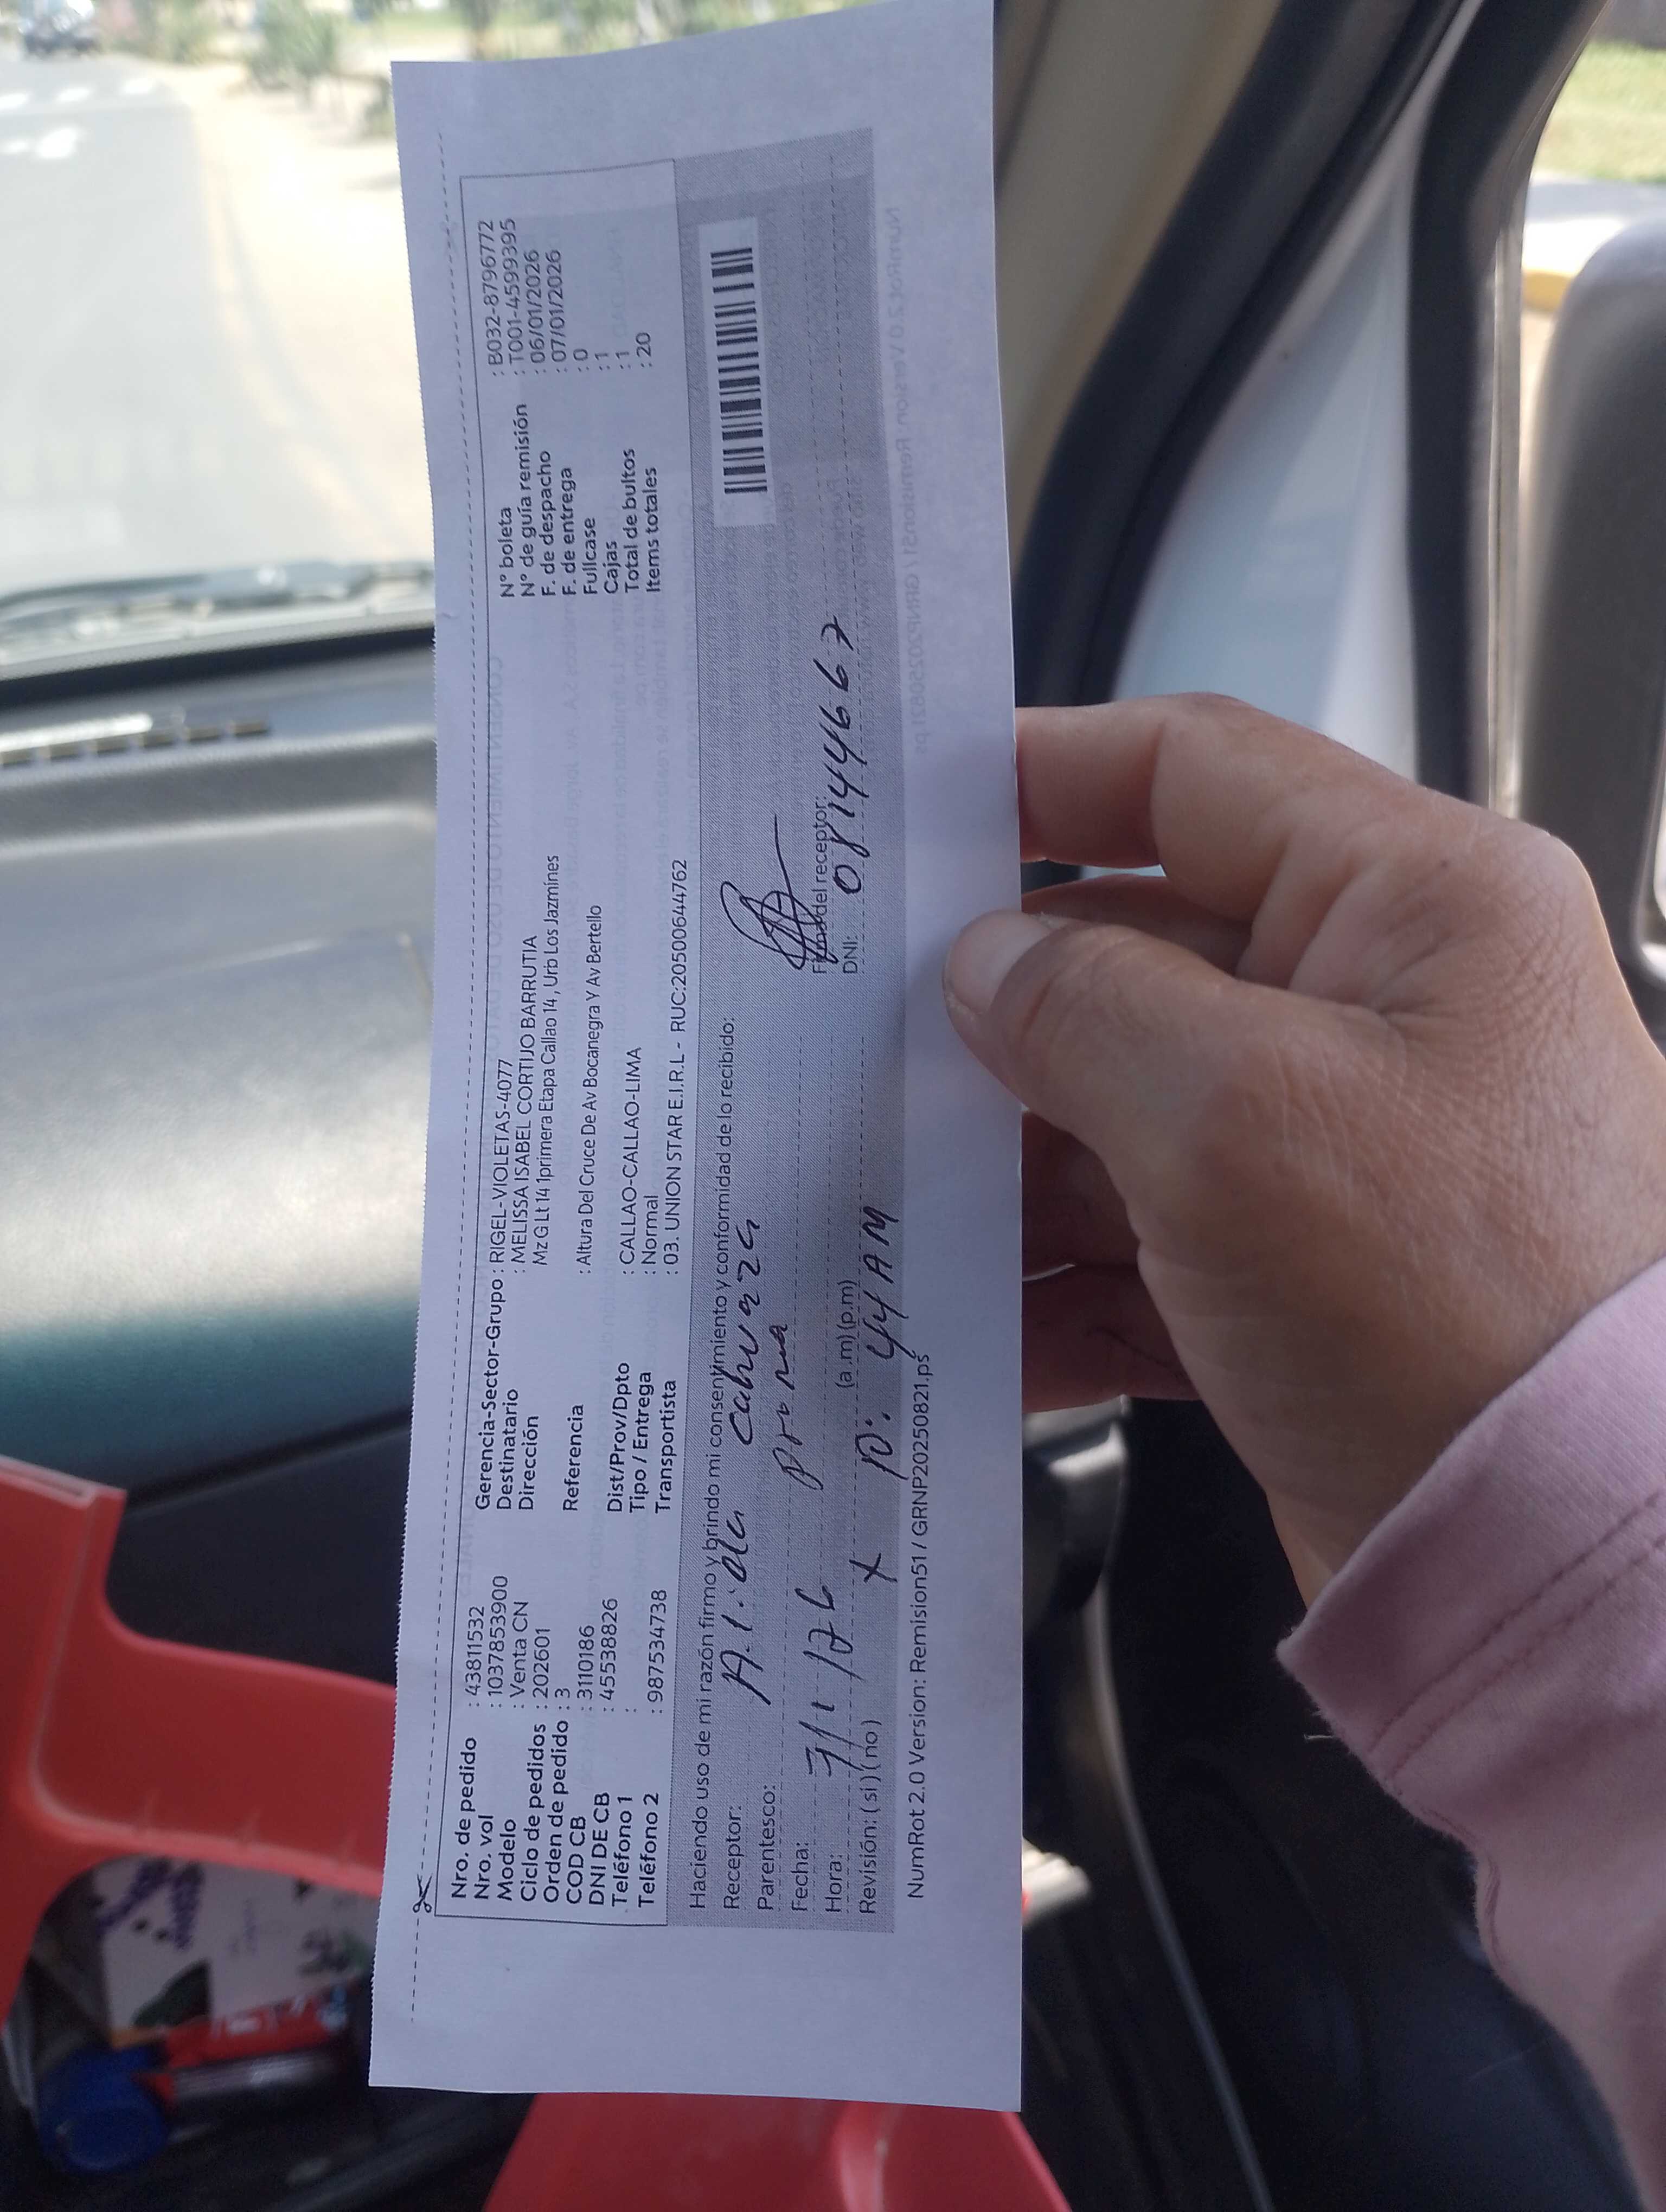 Nro. de pedido : 43811532
Nro. vol : 10378539​00
Modelo : Venta CN
Ciclo de pedidos : 202601
Orden de pedido : 3
COD CB : 3110186
DNI DE CB : 45538826
Teléfono 1 :
Teléfono 2 : 987534738
Gerencia-Sector-Grupo : RIGEL-VIOLETAS-4077
Destinatario : MELISSA ISABEL CORTIJO BARRUTIA
Dirección Mz G Lt 14 1primera Etapa Callao 14 , Urb Los Jazmínes
Referencia : Altura Del Cruce De Av Bocanegra Y Av Bertello
Dist/Prov/Dpto : CALLAO-CALLAO-LIMA
Tipo / Entrega : Normal
Transportista : 03. UNION STAR E.I.R.L - RUC:20500644762
N° boleta : B032-8796772
N° de guía remisión : T001-4599395
F. de despacho : 06/01/2026
F. de entrega : 07/01/2026
Fullcase : 0
Cajas : 1
Total de bultos : 1
Items totales : 20
Haciendo uso de mi razón firmo y brindo mi consentimiento y conformidad de lo recibido:
Receptor:
Parentesco: prima
Fecha: 7/1/26
Hora: (a.m) (p.m) 10:44 AM
Revisión: ( si ) ( no ) X
Firma del receptor:
DNI: 08144667
NumRot 2.0 Version: Remision51 / GRNP20250821.ps